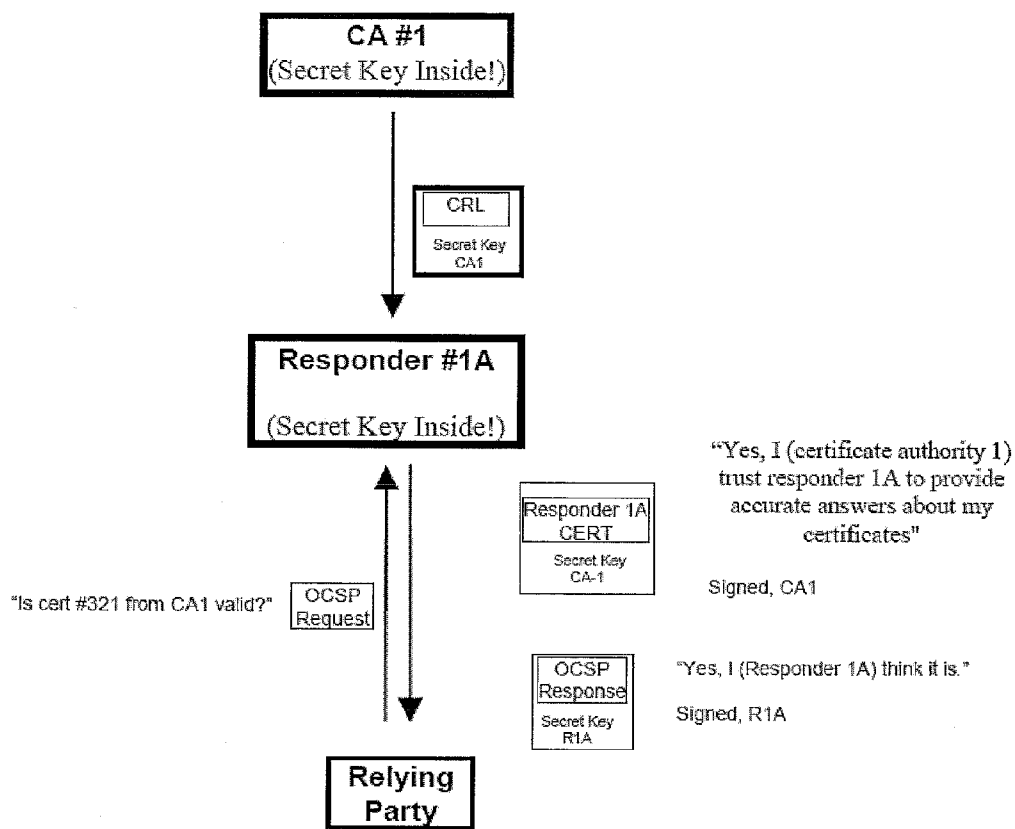 CA #1
(Secret Key Inside!)
CRL
Secret Key
CA1
Responder #1A
(Secret Key Inside!)
"Yes, I (certificate authority 1)
trust responder 1A to provide
accurate answers about my
certificates"
Signed, CA1
Responder 1A
CERT
Secret Key
CA-1
"Is cert #321 from CA1 valid?"
OCSP
Request
OCSP
Response
Secret Key
R1A
"Yes, I (Responder 1A) think it is."
Signed, R1A
Relying
Party